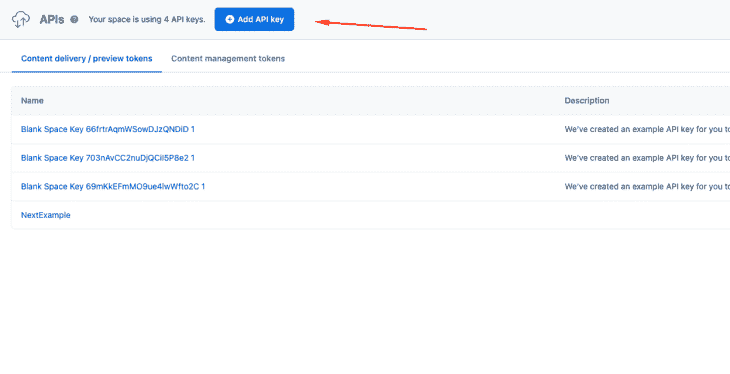 APIs ? Your space is using 4 API keys. Add API key
Content delivery / preview tokens Content management tokens
Name Description
Blank Space Key 66frtrAqmWSowDJzQNDiD 1 We've created an example API key for you to
Blank Space Key 703nAvCC2nuDjQCiI5P8e2 1 We've created an example API key for you to
Blank Space Key 69mKkEFmMO9ue4lwWfto2C 1 We've created an example API key for you to
NextExample